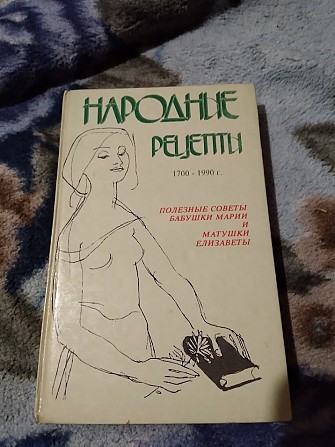 НАРОДНЫЕ
РЕЦЕПТЫ
1700 - 1990 г.
ПОЛЕЗНЫЕ СОВЕТЫ
БАБУШКИ МАРИИ
И
МАТУШКИ
ЕЛИЗАВЕТЫ